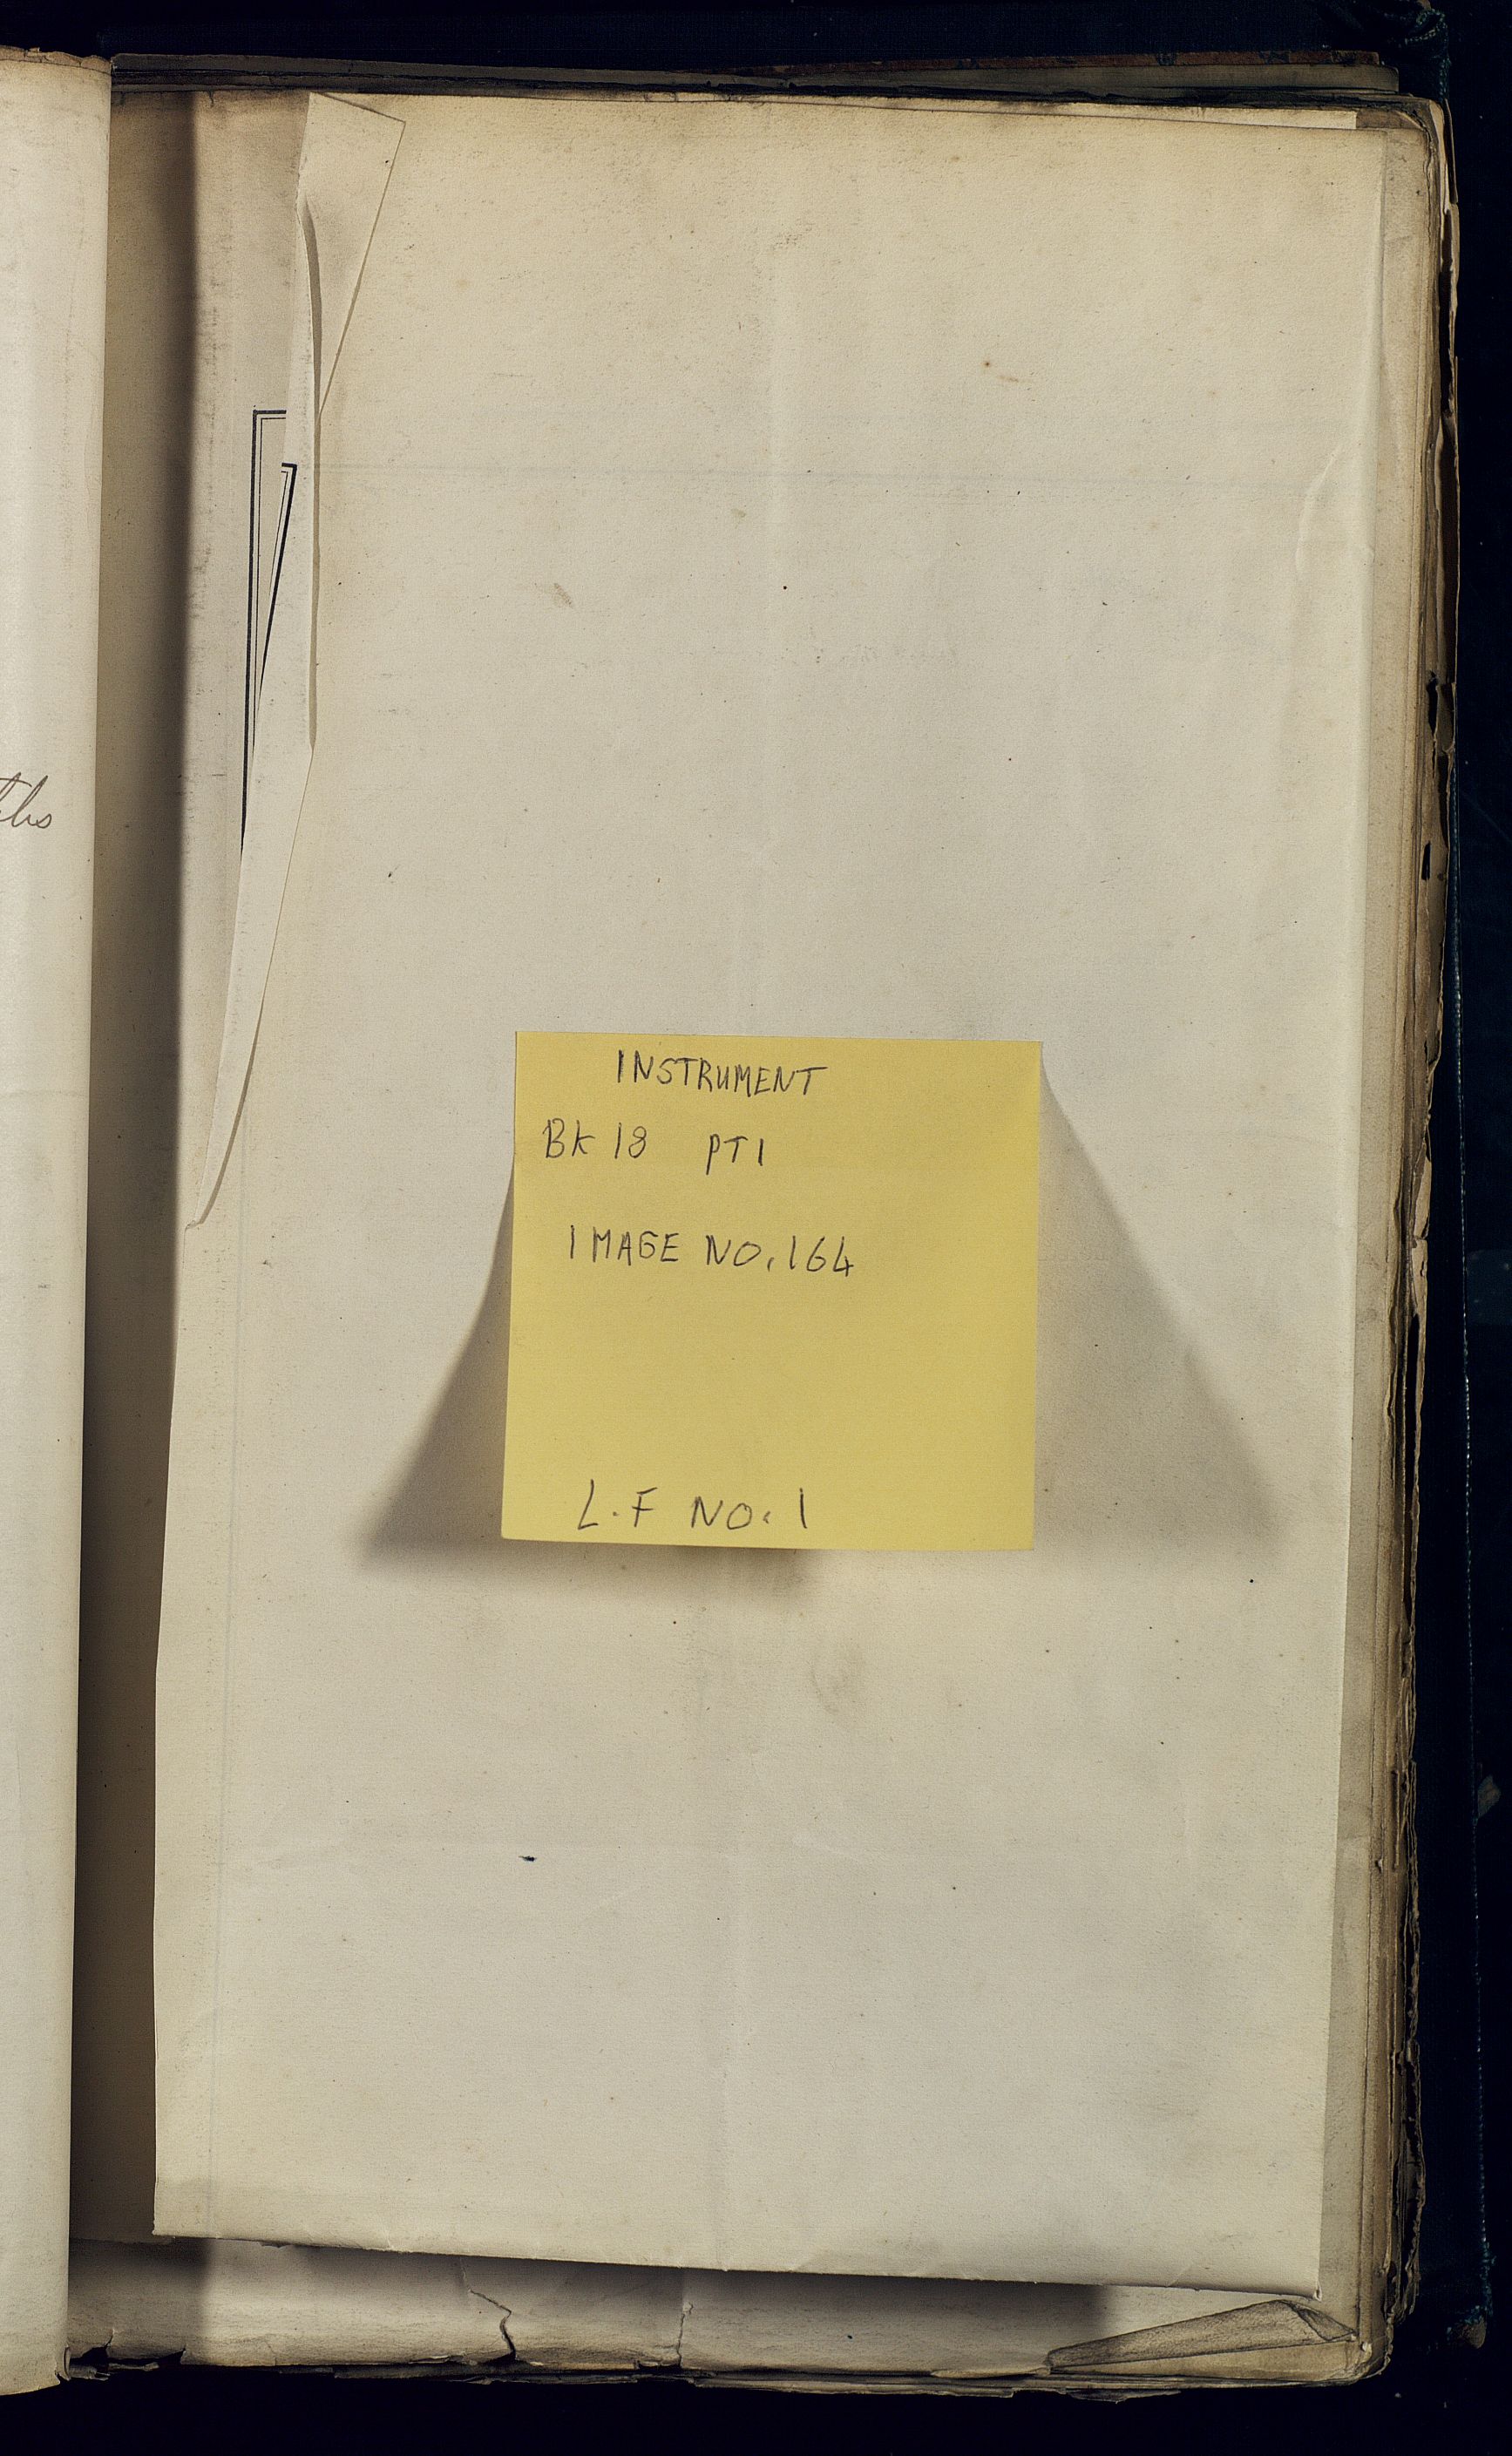 INSTRUMENT
BK 18 PT1
IMAGE NO. 164
L.F NO. 1